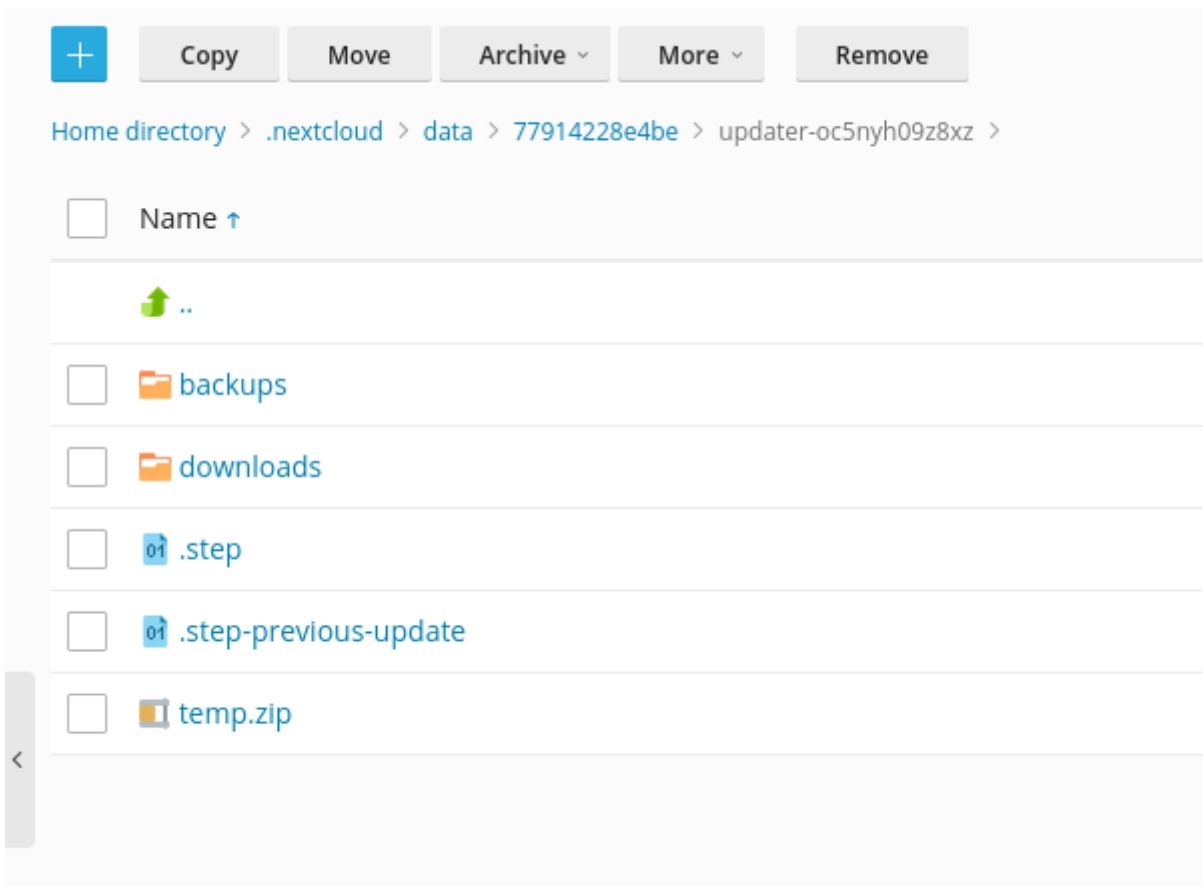 Copy Move Archive More Remove
Home directory > .nextcloud > data > 77914228e4be > updater-oc5nyh09z8xz >
Name
..
backups
downloads
.step
.step-previous-update
temp.zip